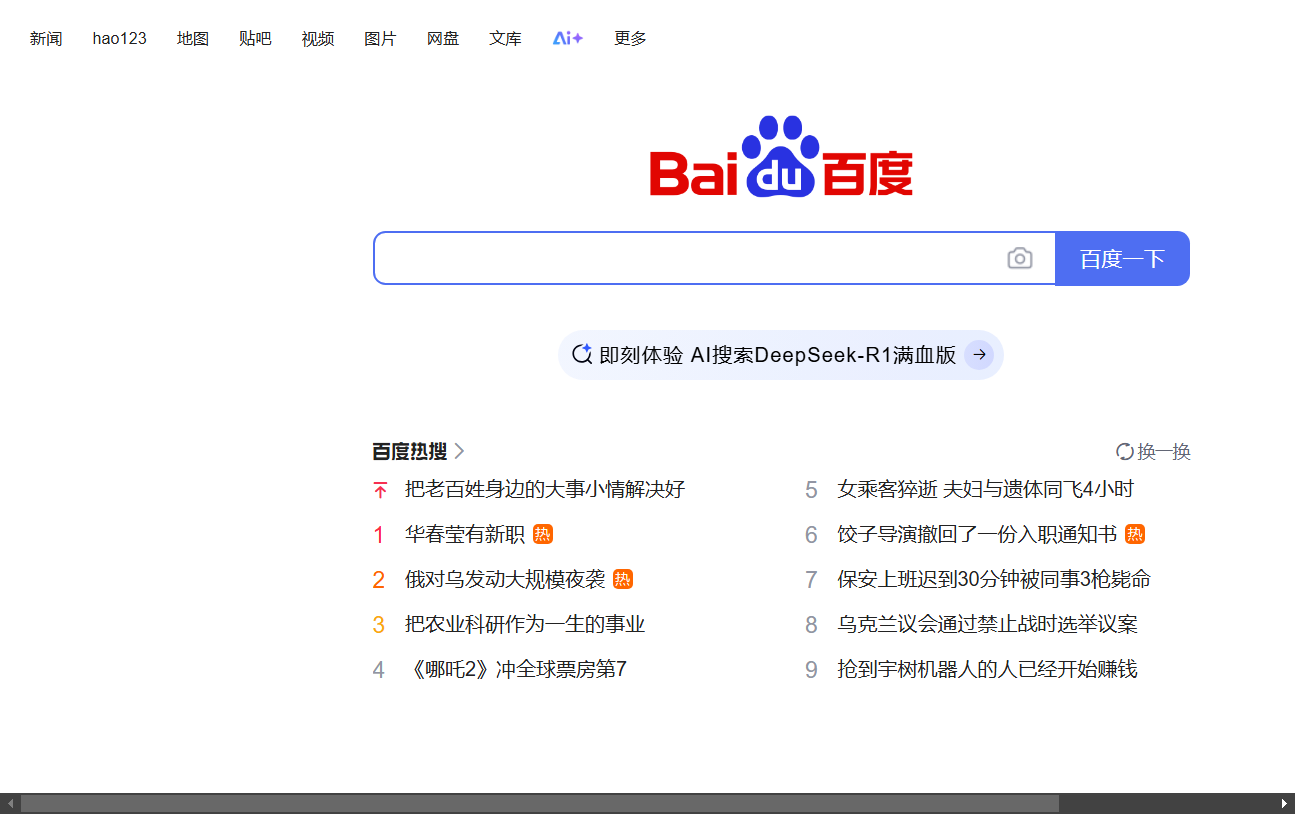 新闻 hao123 地图 贴吧 视频 图片 网盘 文库 Ai+ 更多
Bai du 百度
百度一下
即刻体验 AI搜索DeepSeek-R1满血版
百度热搜
换一换
把老百姓身边的大事小情解决好
1 华春莹有新职 热
2 俄对乌发动大规模夜袭 热
3 把农业科研作为一生的事业
4 《哪吒2》冲全球票房第7
5 女乘客猝逝 夫妇与遗体同飞4小时
6 饺子导演撤回了一份入职通知书 热
7 保安上班迟到30分钟被同事3枪毙命
8 乌克兰议会通过禁止战时选举议案
9 抢到宇树机器人的人已经开始赚钱